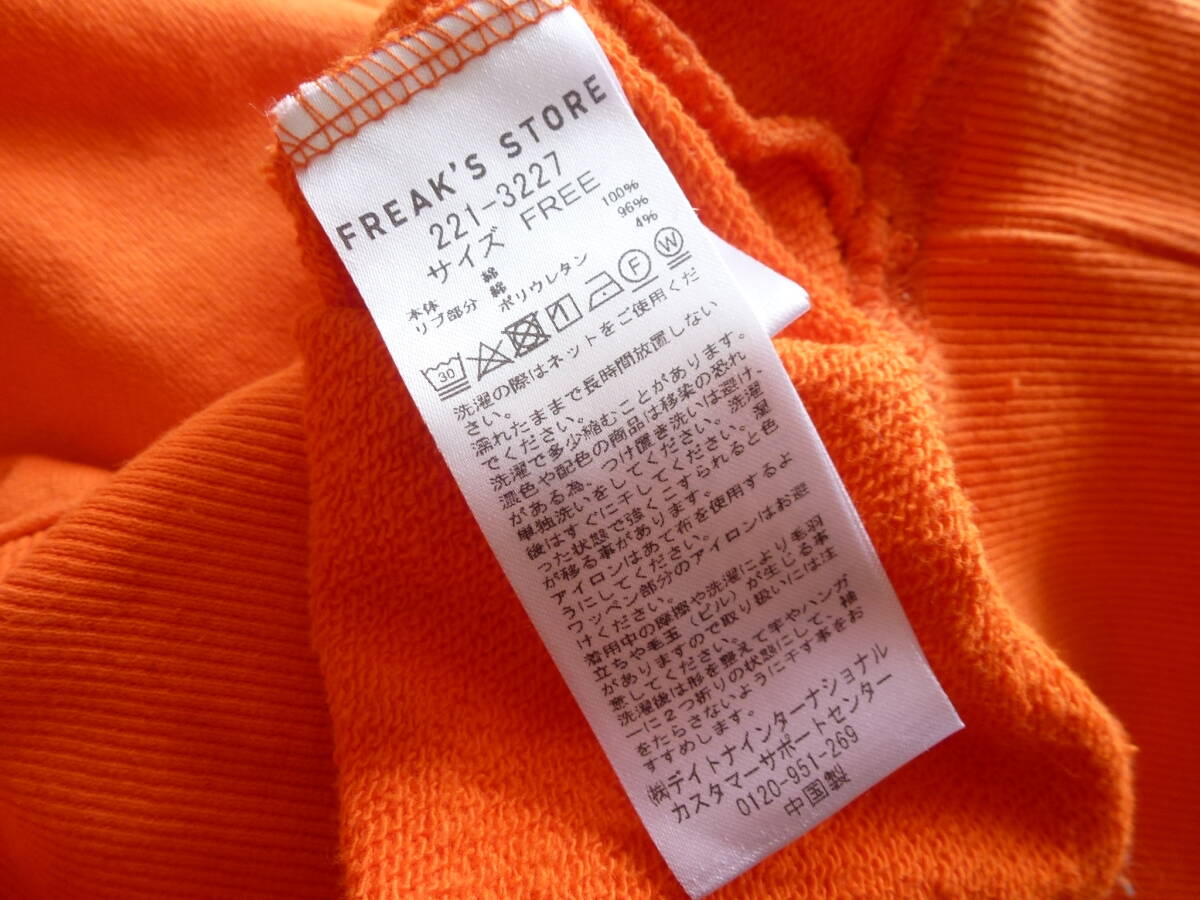 FREAK'S STORE
221-3227
サイズ FREE
本体 綿 100%
リブ部分 綿 96%
ポリウレタン 4%
30 F W
洗濯の際はネットをご使用くだ
さい。
濡れたままで長時間放置しない
でください。
洗濯で多少縮むことがあります。
濃色や配色の商品は移染の恐れ
がある為、つけ置き洗いは避け、
単独洗いをしてください。洗濯
後はすぐに干してください。湿
った状態で強くこすられると色
が移る事があります。
アイロンはあて布を使用するよ
うにしてください。
ワッペン部分のアイロンはお避
けください。
着用中の摩擦や洗濯により毛羽
立ちや毛玉（ピル）が生じる事
がありますので取り扱いには注
意してください。
洗濯後は形を整えて竿やハンガ
ーに2つ折りの状態にして、袖
をたらさないように干す事をお
すすめします。
㈱デイトナインターナショナル
カスタマーサポートセンター
0120-951-269
中国製